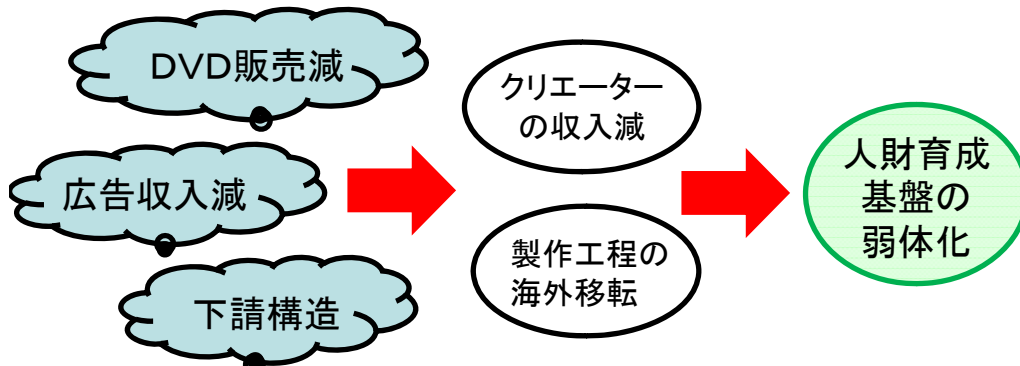 DVD販売減
広告収入減
下請構造
クリエーター
の収入減
製作工程の
海外移転
人財育成
基盤の
弱体化